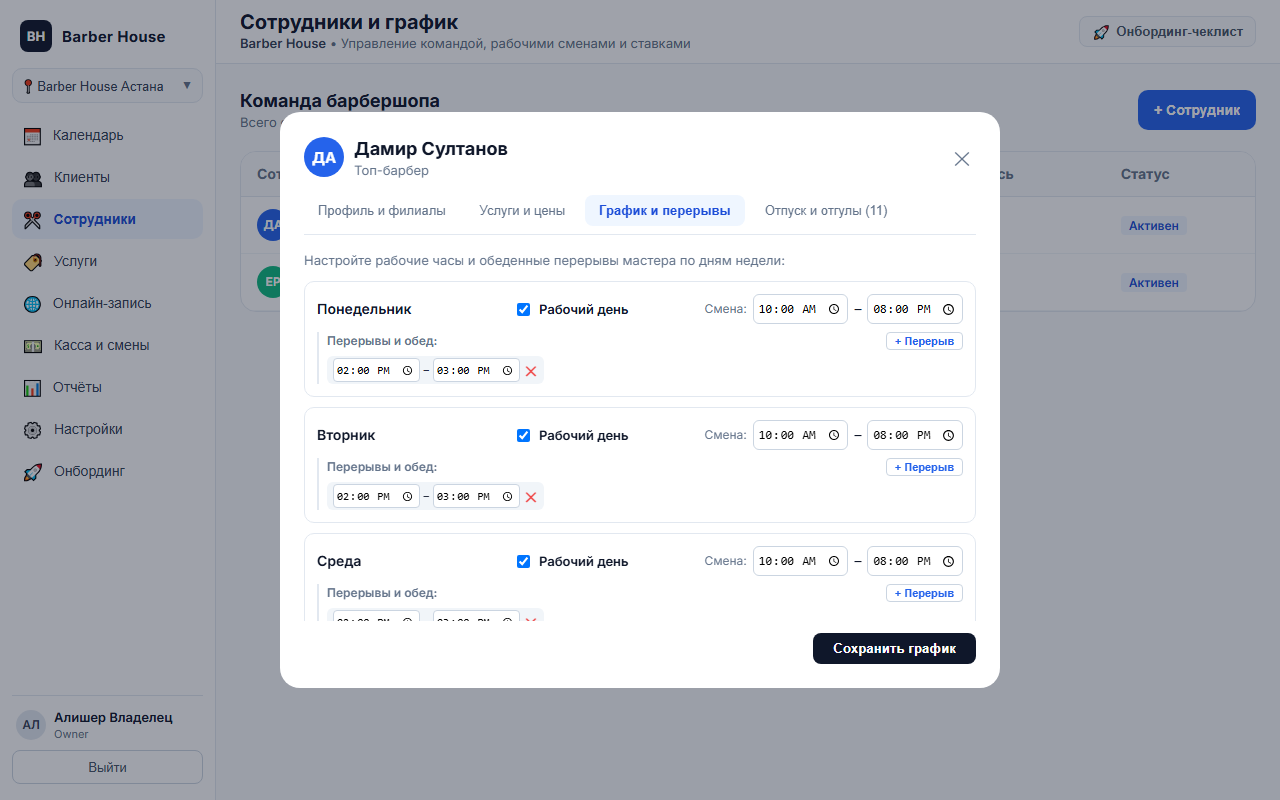 BH Barber House
Barber House Астана ▼
Календарь
Клиенты
Сотрудники
Услуги
Онлайн-запись
Касса и смены
Отчёты
Настройки
Онбординг
АЛ
Алишер Владелец
Owner
Выйти
Сотрудники и график
Barber House • Управление командой, рабочими сменами и ставками
Онбординг-чеклист
Команда барбершопа
Всего
+ Сотрудник
Статус
Активен
Активен
ДА
Дамир Султанов
Топ-барбер
Профиль и филиалы Услуги и цены График и перерывы Отпуск и отгулы (11)
Настройте рабочие часы и обеденные перерывы мастера по дням недели:
Понедельник Рабочий день Смена: 10:00 AM – 08:00 PM
Перерывы и обед: + Перерыв
02:00 PM – 03:00 PM
Вторник Рабочий день Смена: 10:00 AM – 08:00 PM
Перерывы и обед: + Перерыв
02:00 PM – 03:00 PM
Среда Рабочий день Смена: 10:00 AM – 08:00 PM
Перерывы и обед: + Перерыв
Сохранить график